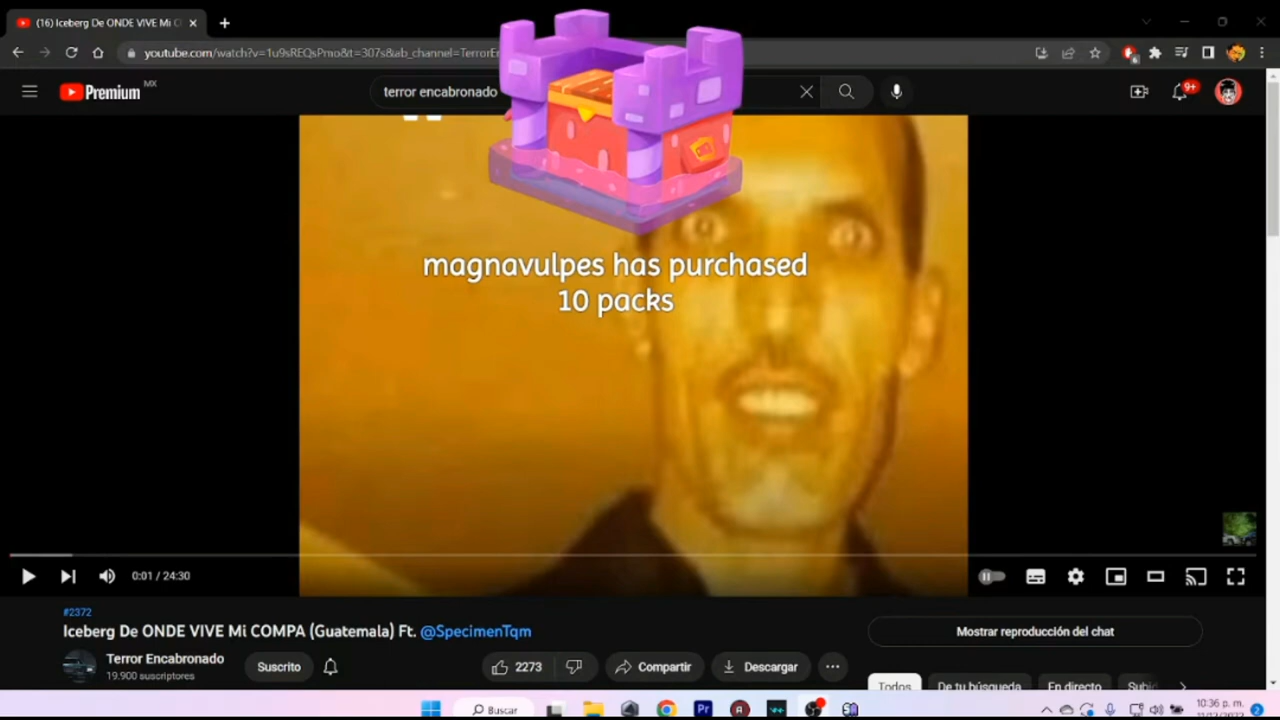 (16) Iceberg De ONDE VIVE Mi C
youtube.com/watch?v=1u9sREQsPmo&t=307s&ab_channel=TerrorE
Premium MX
terror encabronado
9+
magnavulpes has purchased
10 packs
0:01 / 24:30
#2372
Iceberg De ONDE VIVE Mi COMPA (Guatemala) Ft. @SpecimenTqm
Mostrar reproducción del chat
Terror Encabronado
19.900 suscriptores
Suscrito
2273
Compartir
Descargar
Todos
De tu búsqueda
En directo
Buscar
Pr
10:36 p. m.
2